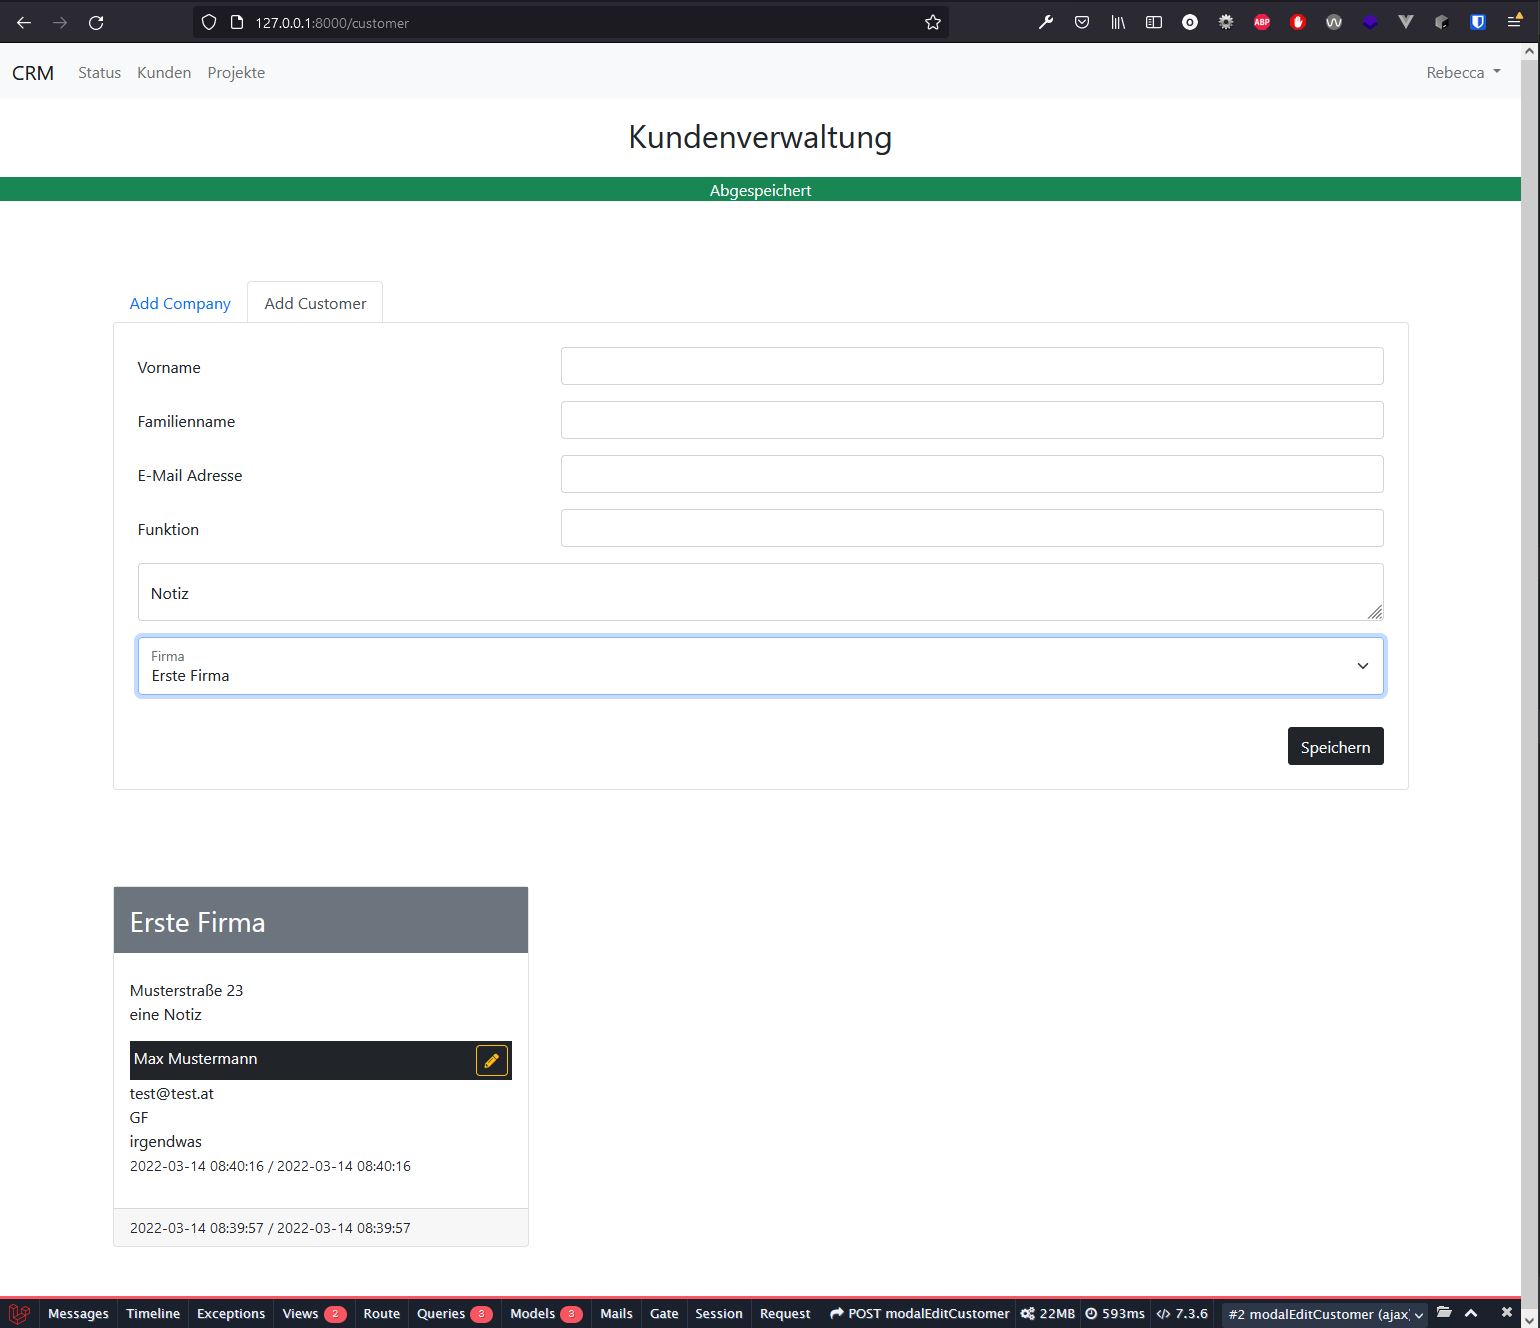 127.0.0.1:8000/customer
ABP
CRM Status Kunden Projekte Rebecca
Kundenverwaltung
Abgespeichert
Add Company Add Customer
Vorname
Familienname
E-Mail Adresse
Funktion
Notiz
Firma
Erste Firma
Speichern
Erste Firma
Musterstraße 23
eine Notiz
Max Mustermann
test@test.at
GF
irgendwas
2022-03-14 08:40:16 / 2022-03-14 08:40:16
2022-03-14 08:39:57 / 2022-03-14 08:39:57
Messages Timeline Exceptions Views 2 Route Queries 3 Models 3 Mails Gate Session Request POST modalEditCustomer 22MB 593ms </> 7.3.6 #2 modalEditCustomer (ajax)